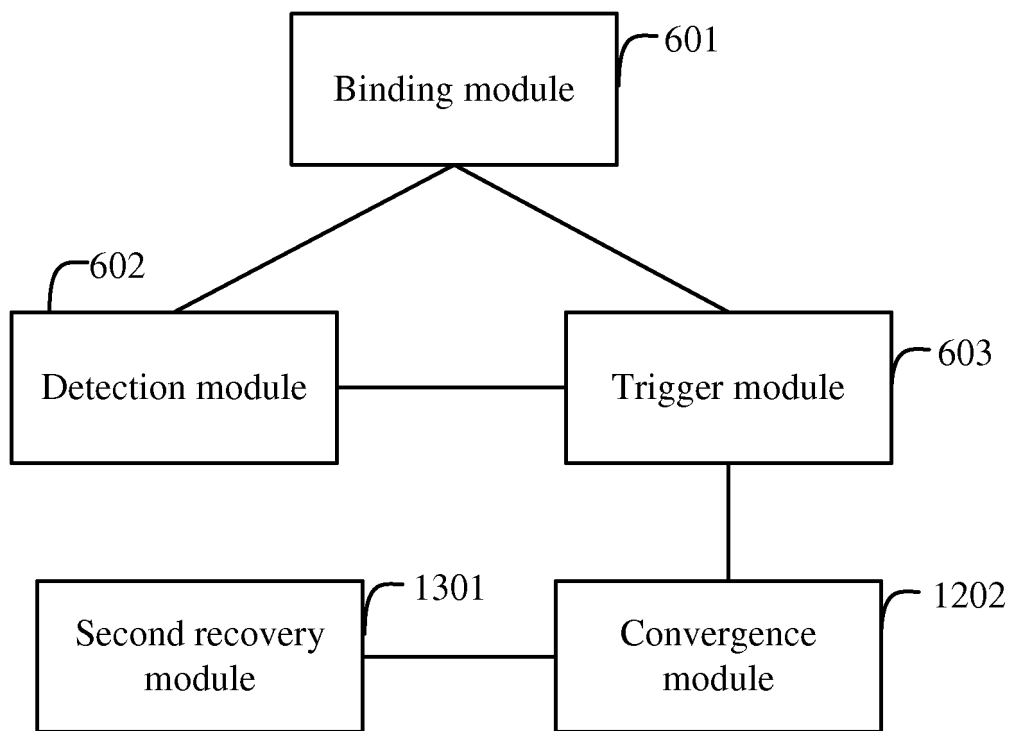 601
Binding module
602
Detection module
603
Trigger module
1301
Second recovery
module
1202
Convergence
module